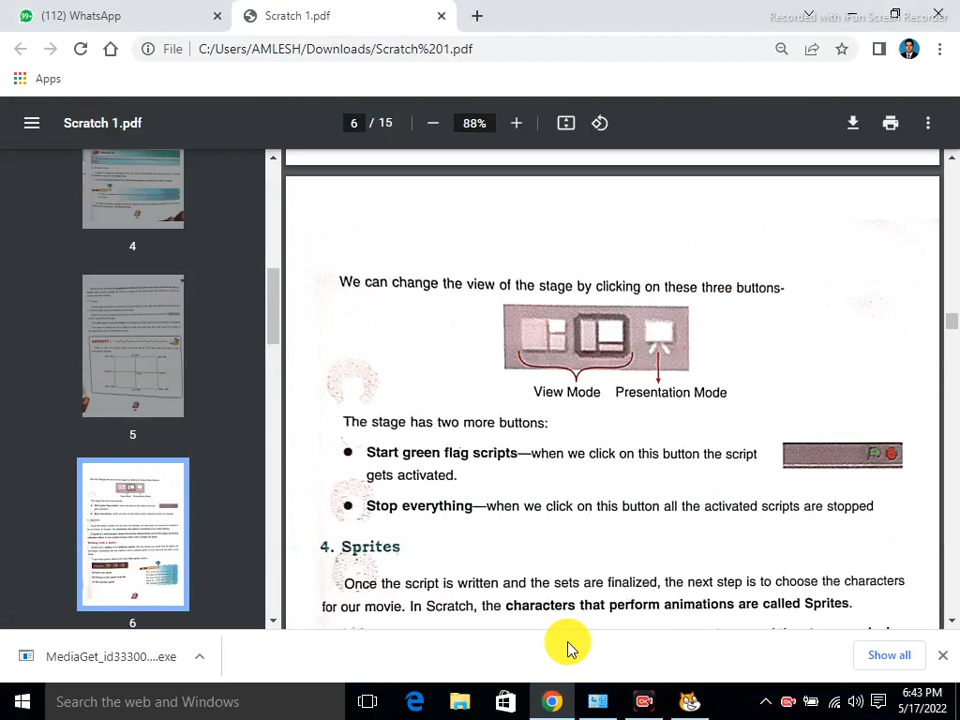 (112) WhatsApp
Scratch 1.pdf
Recorded with iFun Screen Recorder
File
C:/Users/AMLESH/Downloads/Scratch%201.pdf
Apps
Scratch 1.pdf
6 / 15
88%
4
5
6
We can change the view of the stage by clicking on these three buttons-
View Mode Presentation Mode
The stage has two more buttons:
Start green flag scripts—when we click on this button the script
gets activated.
Stop everything—when we click on this button all the activated scripts are stopped
4. Sprites
Once the script is written and the sets are finalized, the next step is to choose the characters
for our movie. In Scratch, the characters that perform animations are called Sprites.
MediaGet_id33300....exe
Show all
Search the web and Windows
6:43 PM
5/17/2022